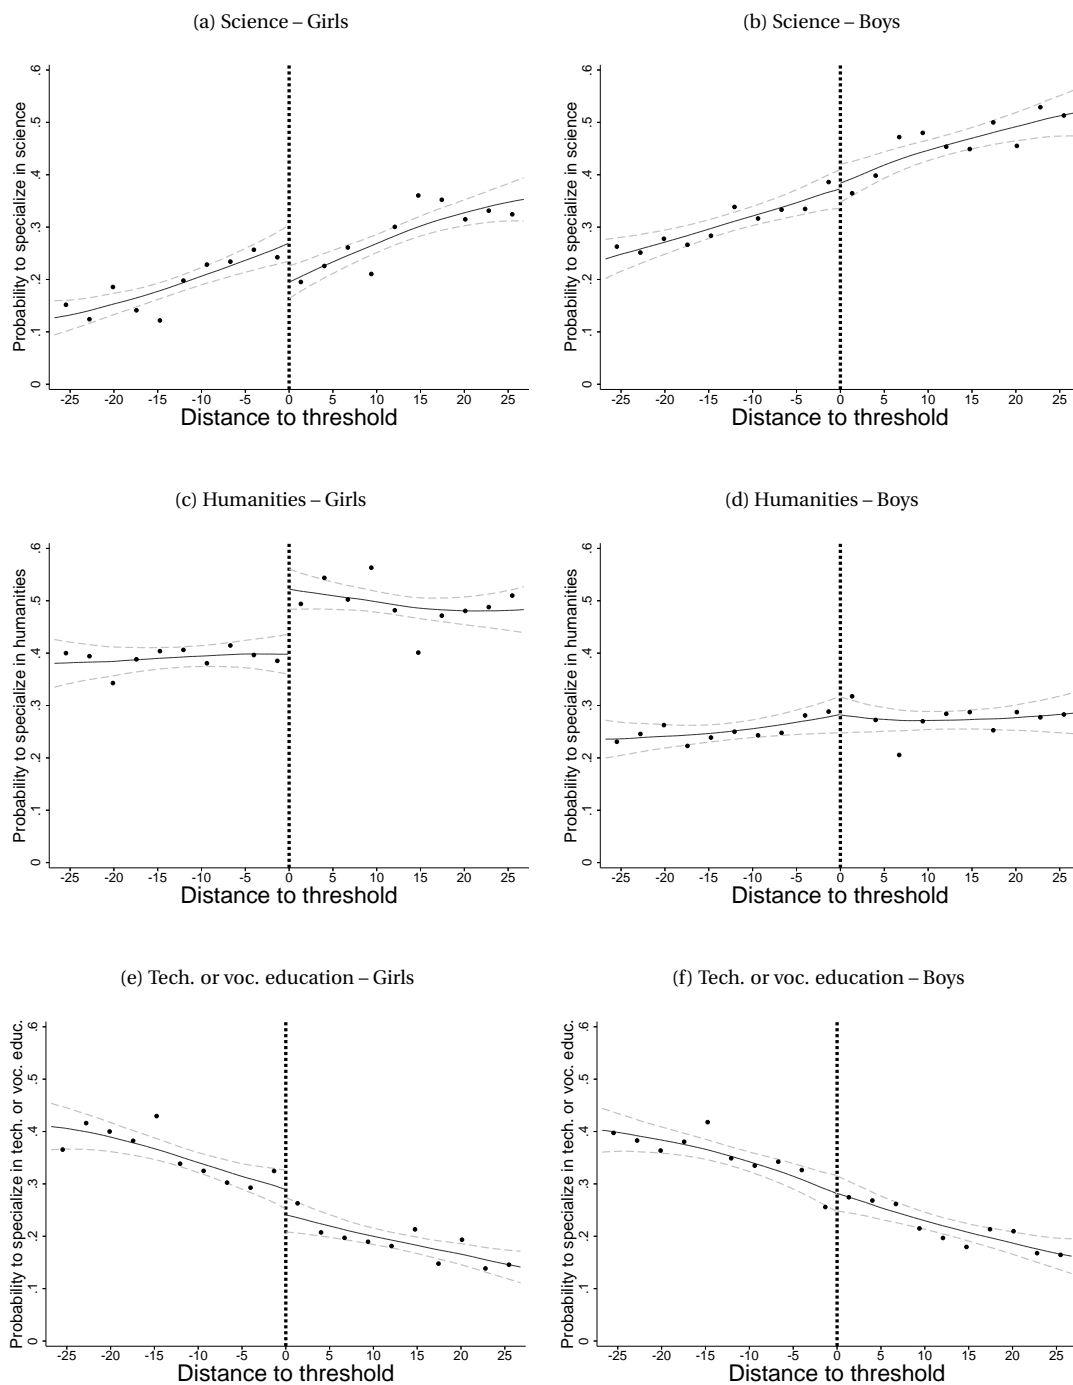 (a) Science – Girls
Probability to specialize in science
0 .1 .2 .3 .4 .5 .6
-25 -20 -15 -10 -5 0 5 10 15 20 25
Distance to threshold
(b) Science – Boys
Probability to specialize in science
0 .1 .2 .3 .4 .5 .6
-25 -20 -15 -10 -5 0 5 10 15 20 25
Distance to threshold
(c) Humanities – Girls
Probability to specialize in humanities
0 .1 .2 .3 .4 .5 .6
-25 -20 -15 -10 -5 0 5 10 15 20 25
Distance to threshold
(d) Humanities – Boys
Probability to specialize in humanities
0 .1 .2 .3 .4 .5 .6
-25 -20 -15 -10 -5 0 5 10 15 20 25
Distance to threshold
(e) Tech. or voc. education – Girls
Probability to specialize in tech. or voc. educ.
0 .1 .2 .3 .4 .5 .6
-25 -20 -15 -10 -5 0 5 10 15 20 25
Distance to threshold
(f) Tech. or voc. education – Boys
Probability to specialize in tech. or voc. educ.
0 .1 .2 .3 .4 .5 .6
-25 -20 -15 -10 -5 0 5 10 15 20 25
Distance to threshold